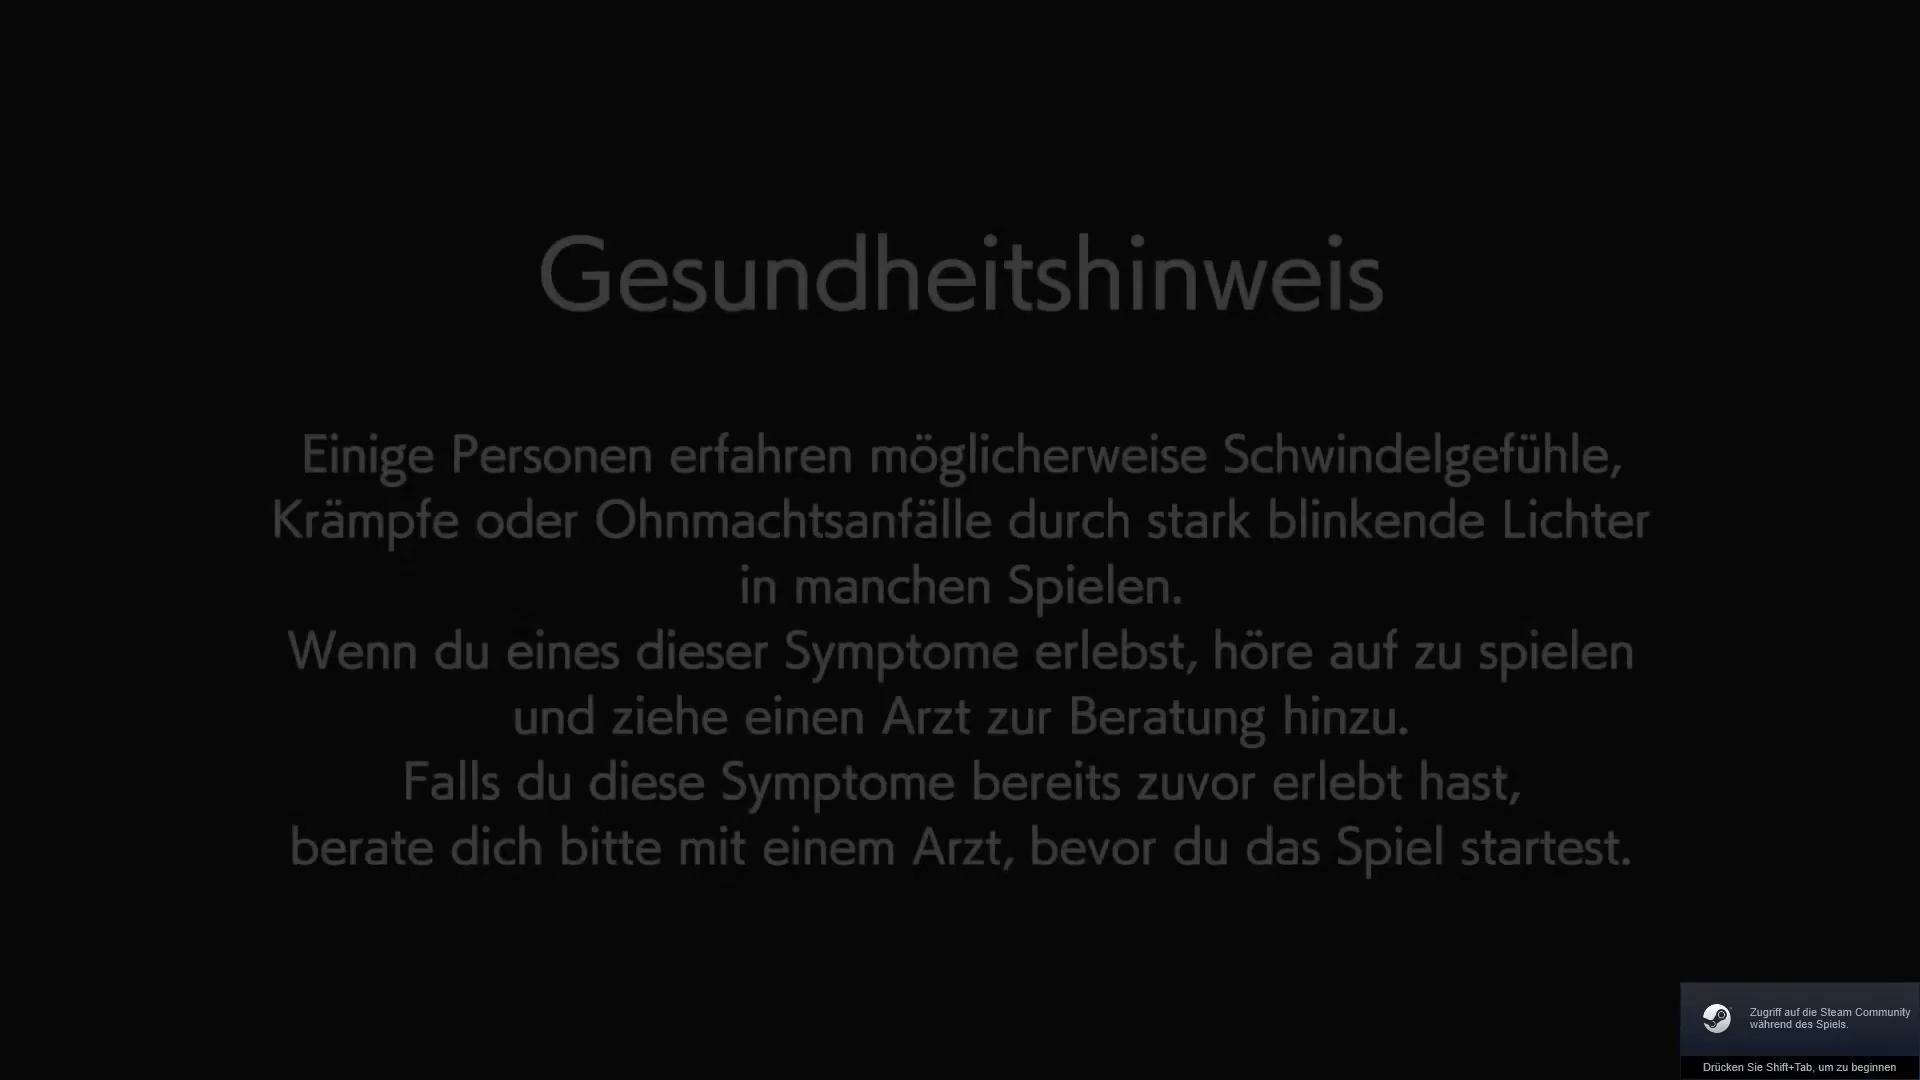 Gesundheitshinweis
Einige Personen erfahren möglicherweise Schwindelgefühle,
Krämpfe oder Ohnmachtsanfälle durch stark blinkende Lichter
in manchen Spielen.
Wenn du eines dieser Symptome erlebst, höre auf zu spielen
und ziehe einen Arzt zur Beratung hinzu.
Falls du diese Symptome bereits zuvor erlebt hast,
berate dich bitte mit einem Arzt, bevor du das Spiel startest.
Zugriff auf die Steam Community
während des Spiels.
Drücken Sie Shift+Tab, um zu beginnen